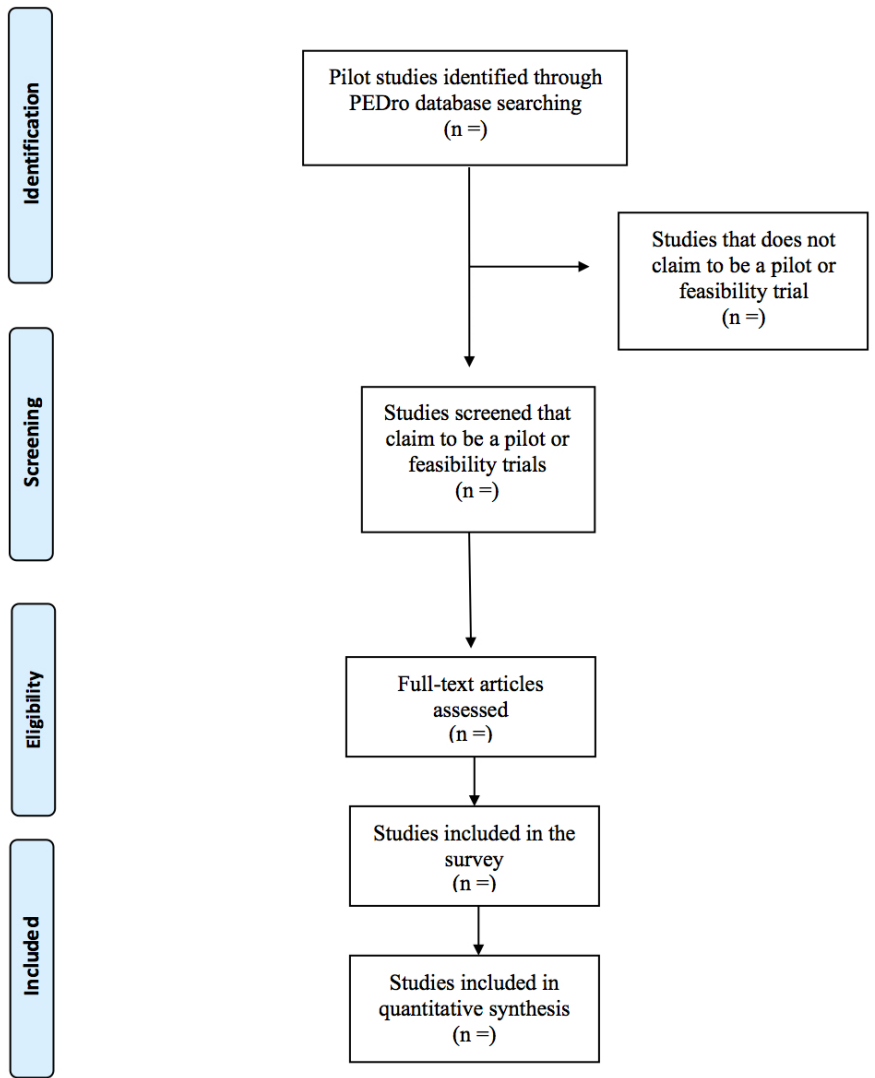 Identification
Pilot studies identified through
PEDro database searching
(n =)
Studies that does not
claim to be a pilot or
feasibility trial
(n =)
Screening
Studies screened that
claim to be a pilot or
feasibility trials
(n =)
Eligibility
Full-text articles
assessed
(n =)
Studies included in the
survey
(n =)
Included
Studies included in
quantitative synthesis
(n =)